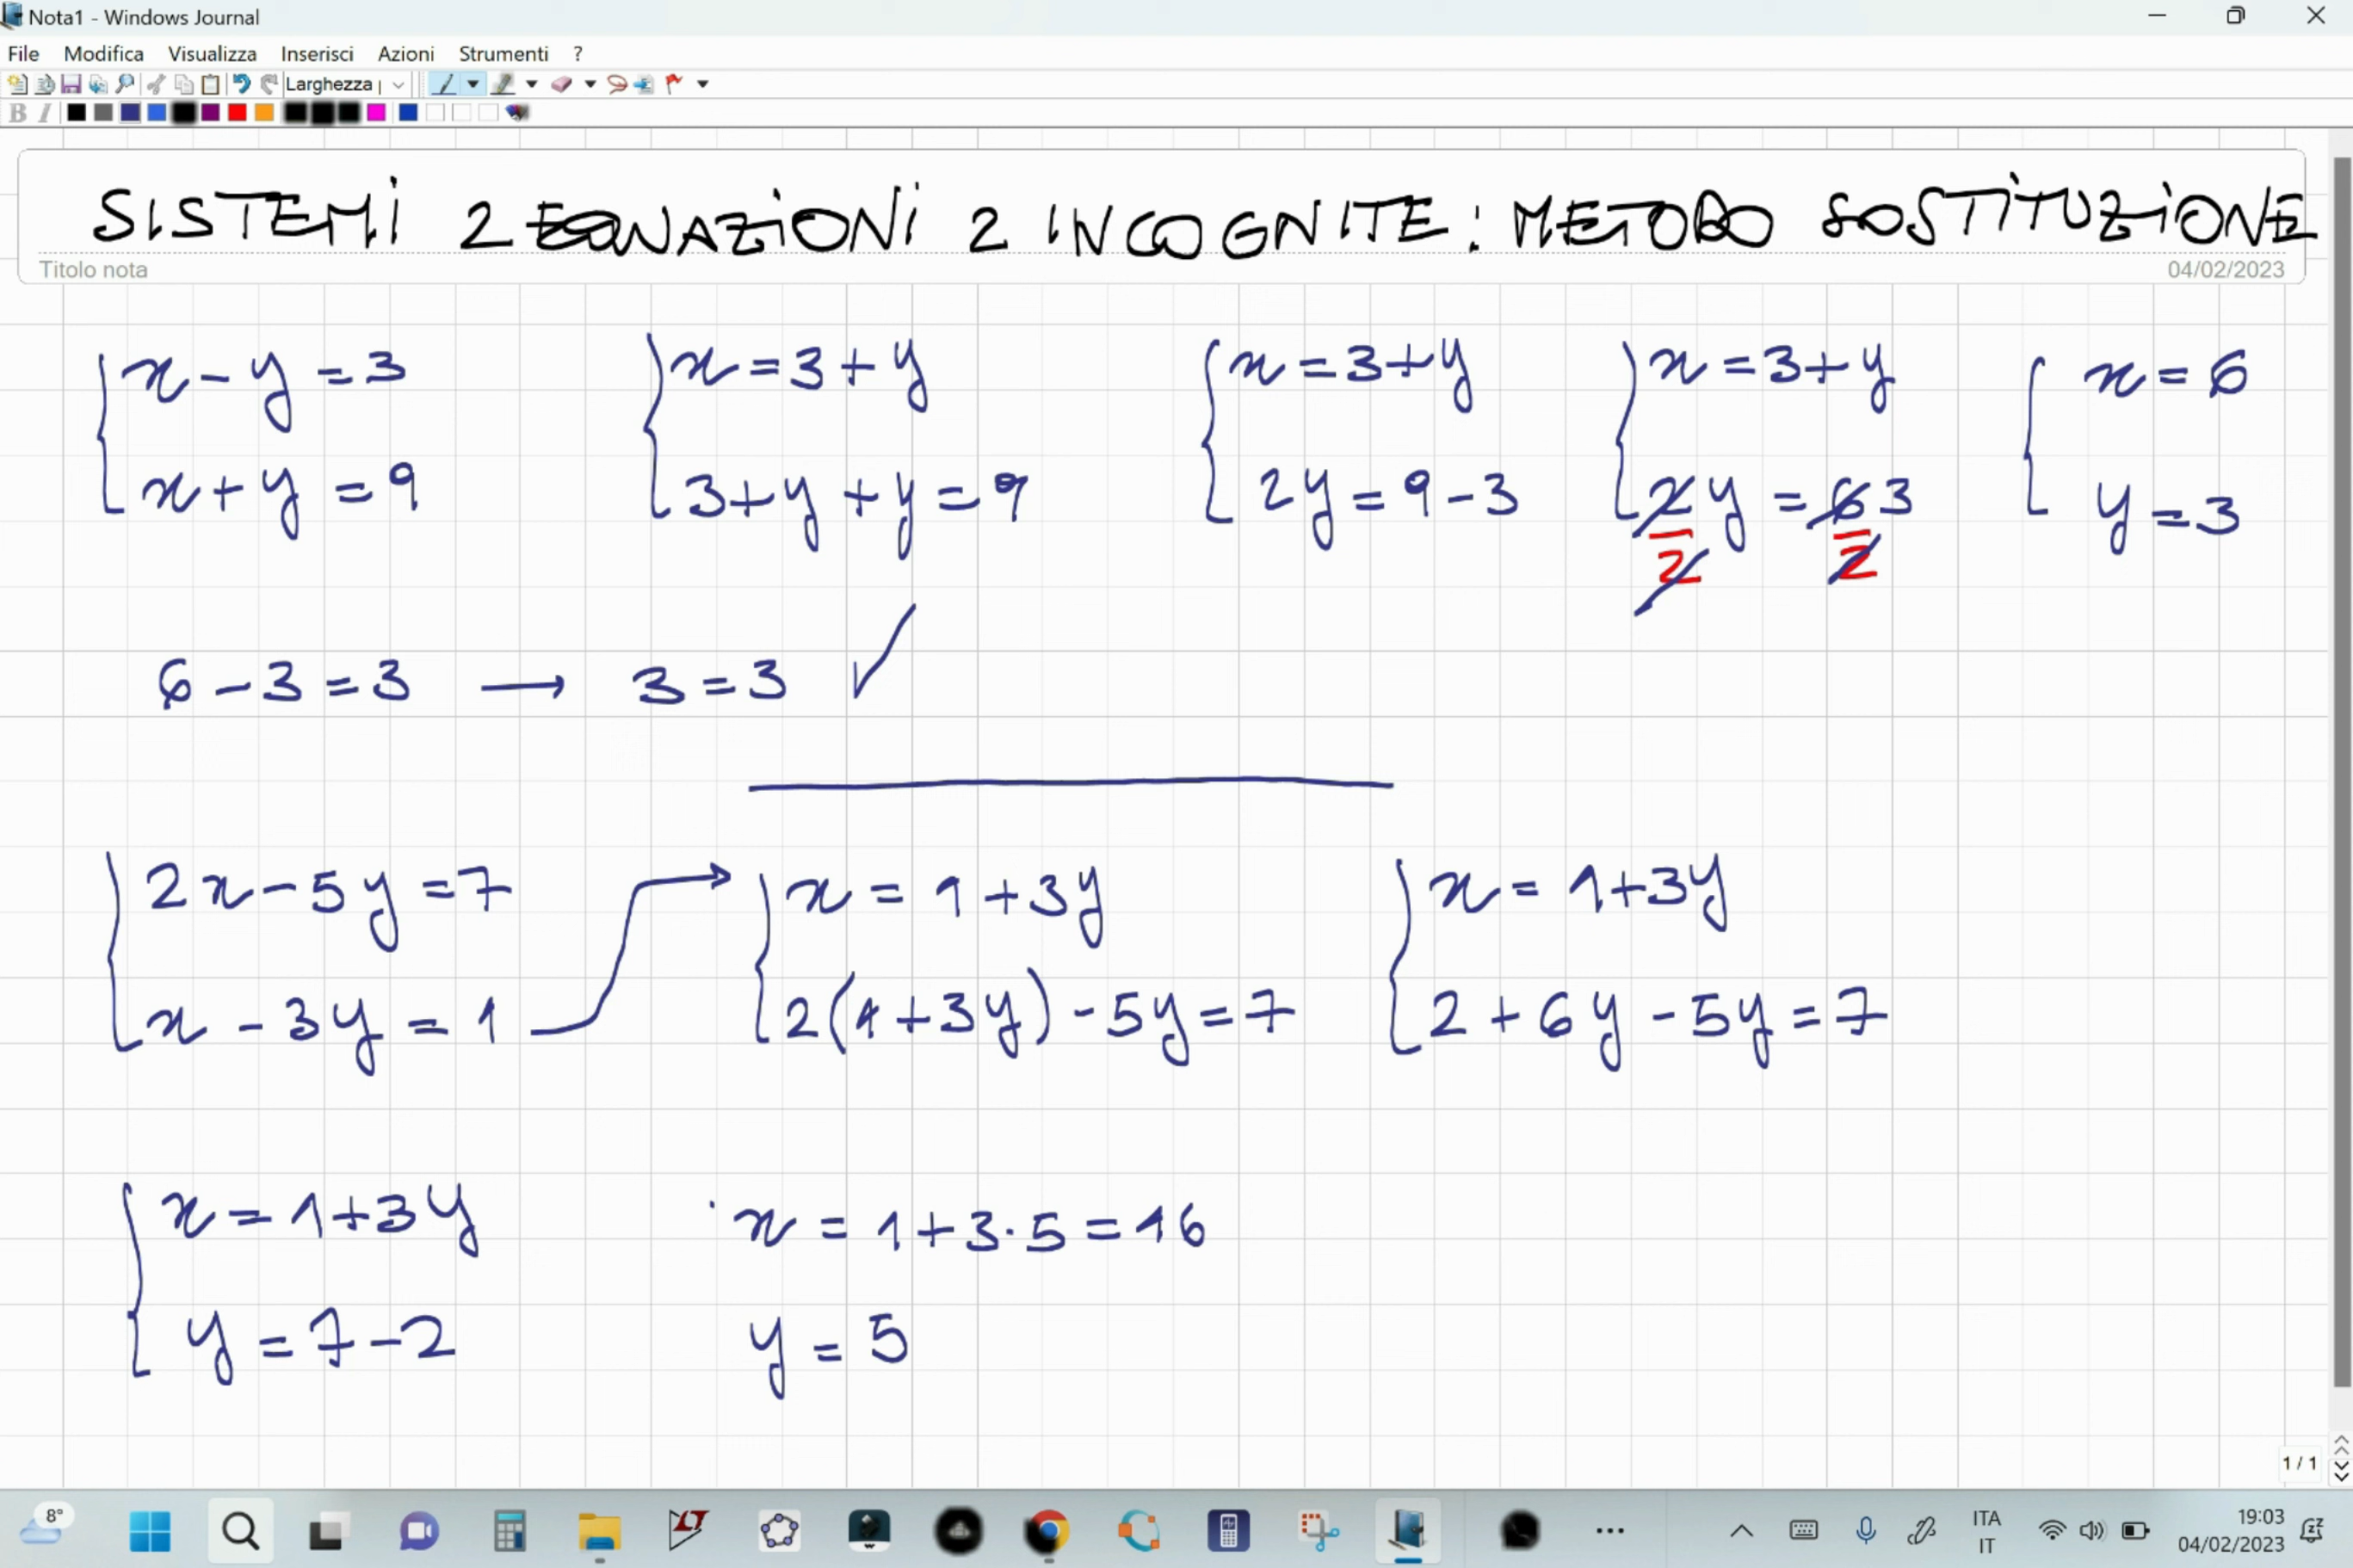 Nota1 - Windows Journal
File Modifica Visualizza Inserisci Azioni Strumenti ?
Larghezza
B I
SISTEMI 2 EQUAZIONI 2 INCOGNITE: METODO SOSTITUZIONE
Titolo nota 04/02/2023
x-y=3 x=3+y x=3+y x=3+y x=6
x+y=9 3+y+y=9 2y=9-3 2y=63 y=3
2 2
6-3=3 → 3=3 ✓
2x-5y=7 → x=1+3y x=1+3y
x-3y=1 2(1+3y)-5y=7 2+6y-5y=7
x=1+3y x=1+3·5=16
y=7-2 y=5
1 / 1
8° LT ITA 19:03
IT 04/02/2023